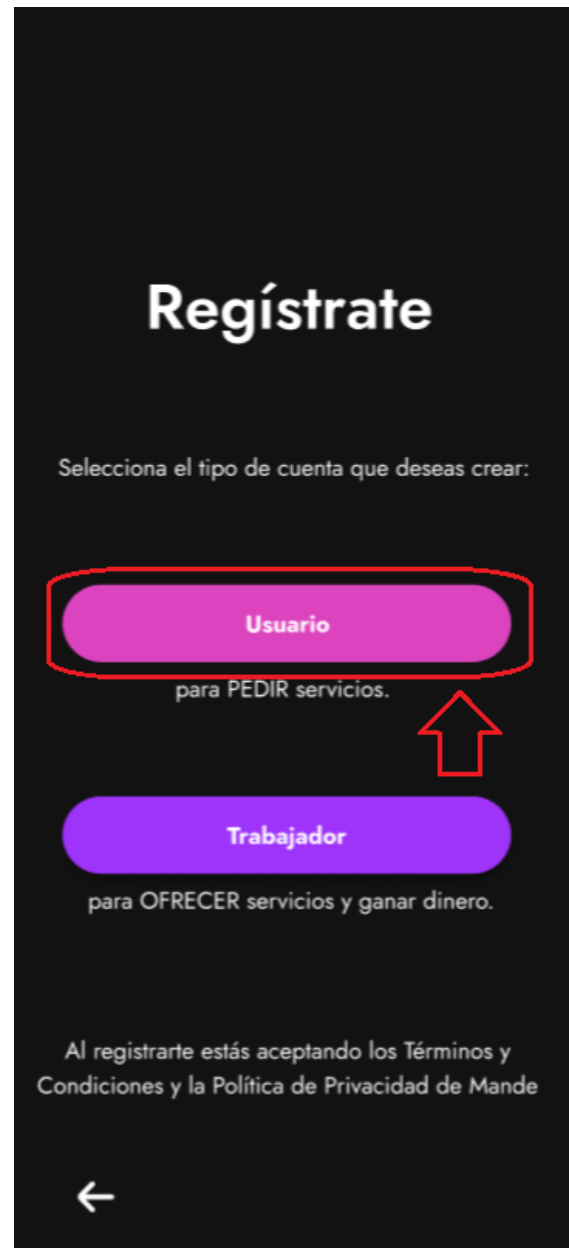 Regístrate
Selecciona el tipo de cuenta que deseas crear:
Usuario
para PEDIR servicios.
Trabajador
para OFRECER servicios y ganar dinero.
Al registrarte estás aceptando los Términos y
Condiciones y la Política de Privacidad de Mande